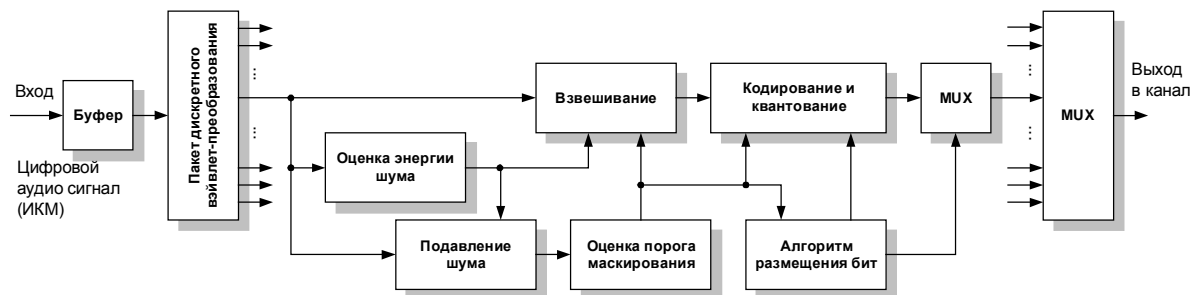 Вход
Буфер
Цифровой
аудио сигнал
(ИКМ)
Пакет дискретного
вэйвлет-преобразования
...
...
Взвешивание
Оценка энергии
шума
Подавление
шума
Оценка порога
маскирования
Кодирование и
квантование
Алгоритм
размещения бит
MUX
...
...
MUX
Выход
в канал